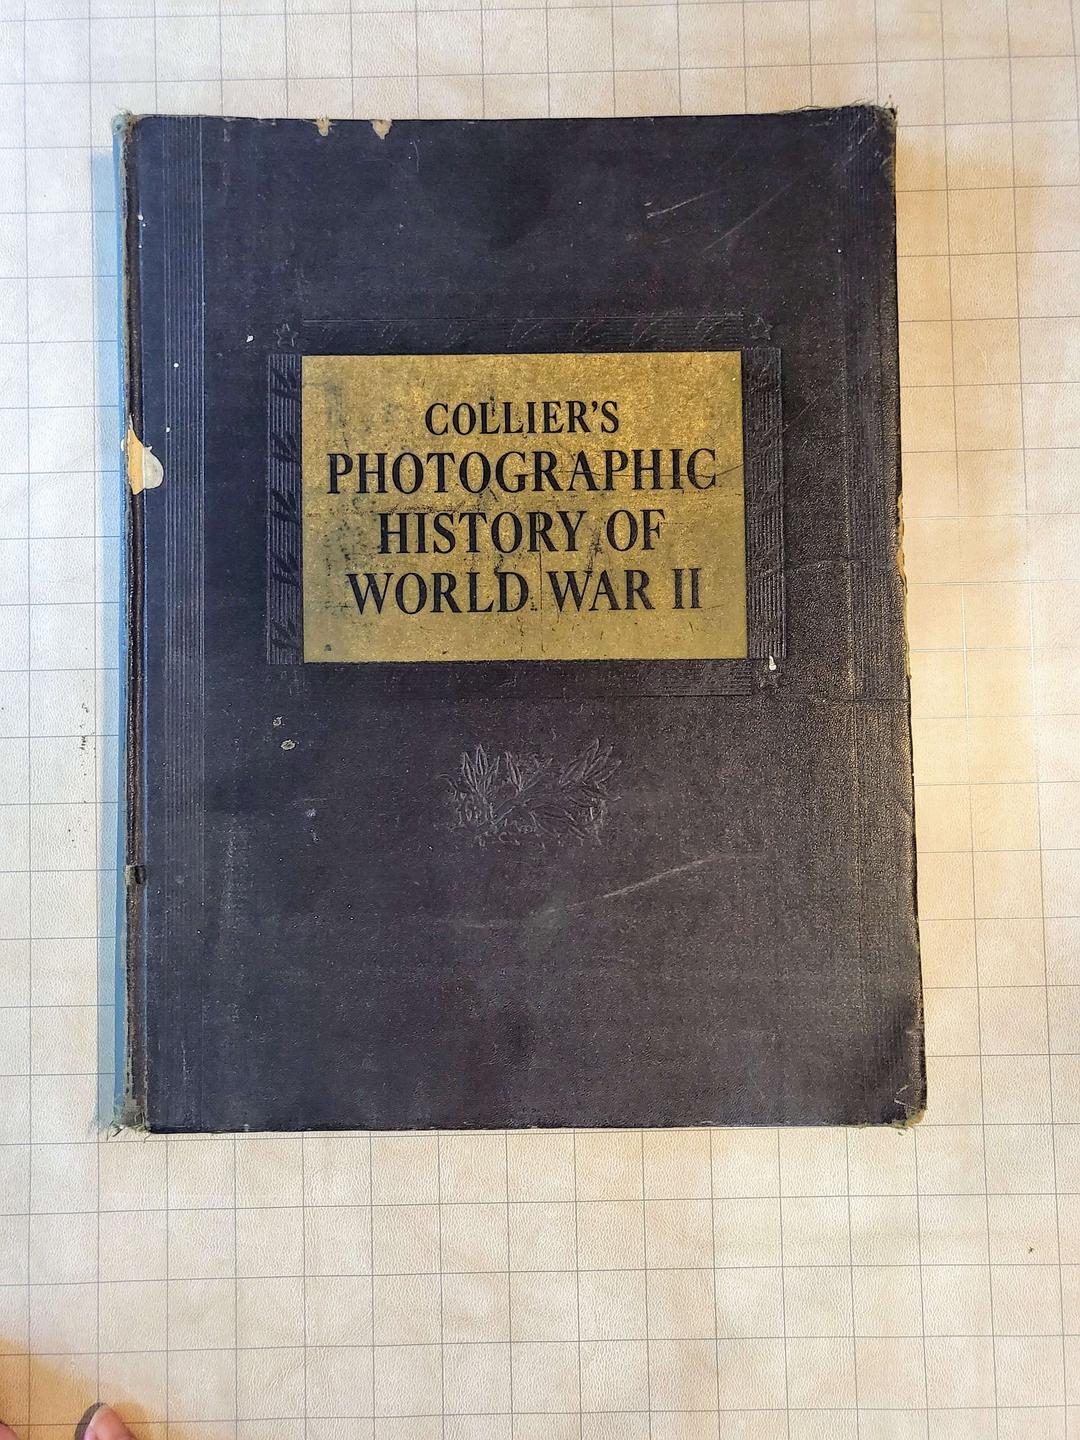 COLLIER'S
PHOTOGRAPHIC
HISTORY OF
WORLD WAR II